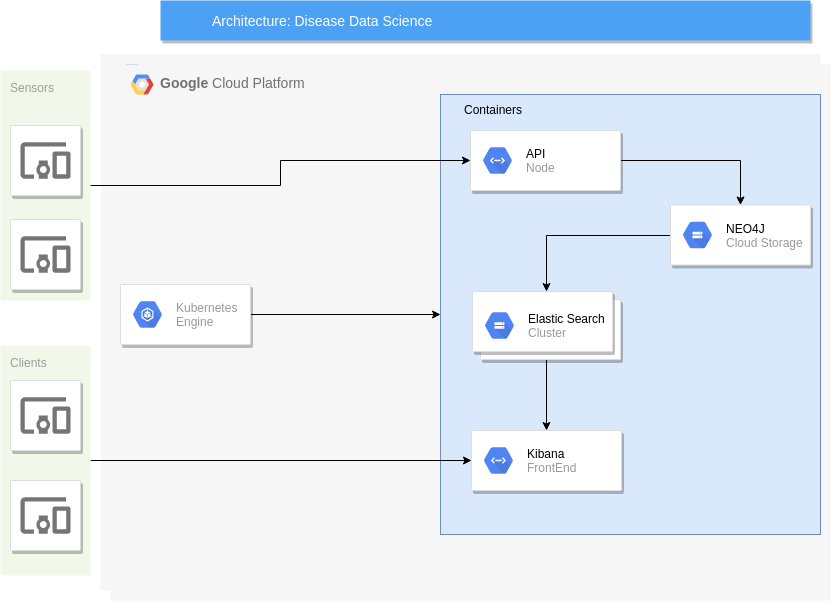 Architecture: Disease Data Science
Sensors
Google Cloud Platform
Containers
API
Node
NEO4J
Cloud Storage
Kubernetes
Engine
Elastic Search
Cluster
Clients
Kibana
FrontEnd